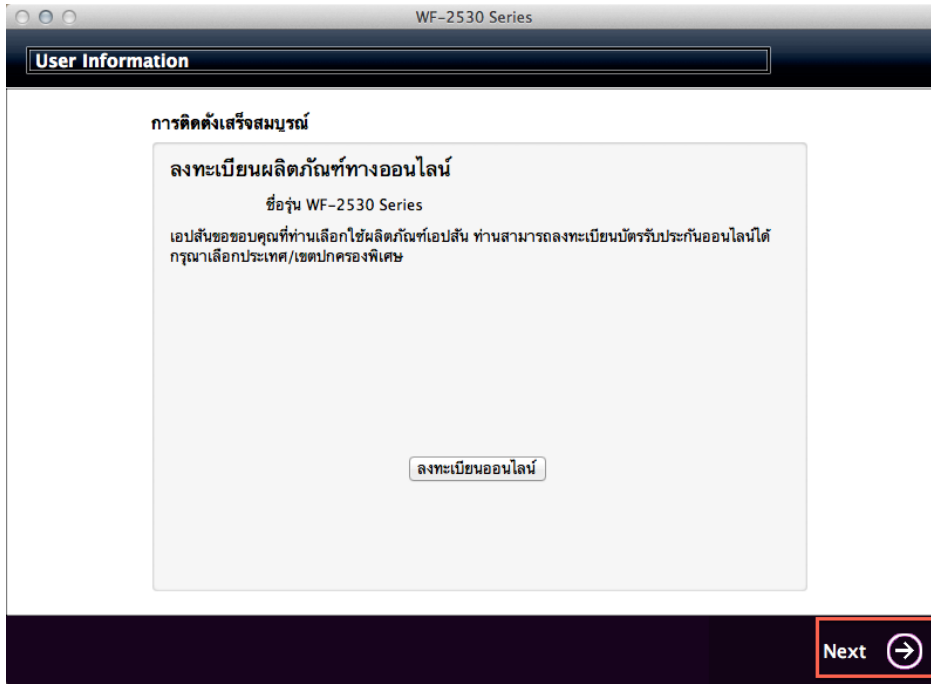 WF-2530 Series
User Information
การติดตั้งเสร็จสมบูรณ์
ลงทะเบียนผลิตภัณฑ์ทางออนไลน์
ชื่อรุ่น WF-2530 Series
เอปสันขอขอบคุณที่ท่านเลือกใช้ผลิตภัณฑ์เอปสัน ท่านสามารถลงทะเบียนบัตรรับประกันออนไลน์ได้
กรุณาเลือกประเทศ/เขตปกครองพิเศษ
ลงทะเบียนออนไลน์
Next